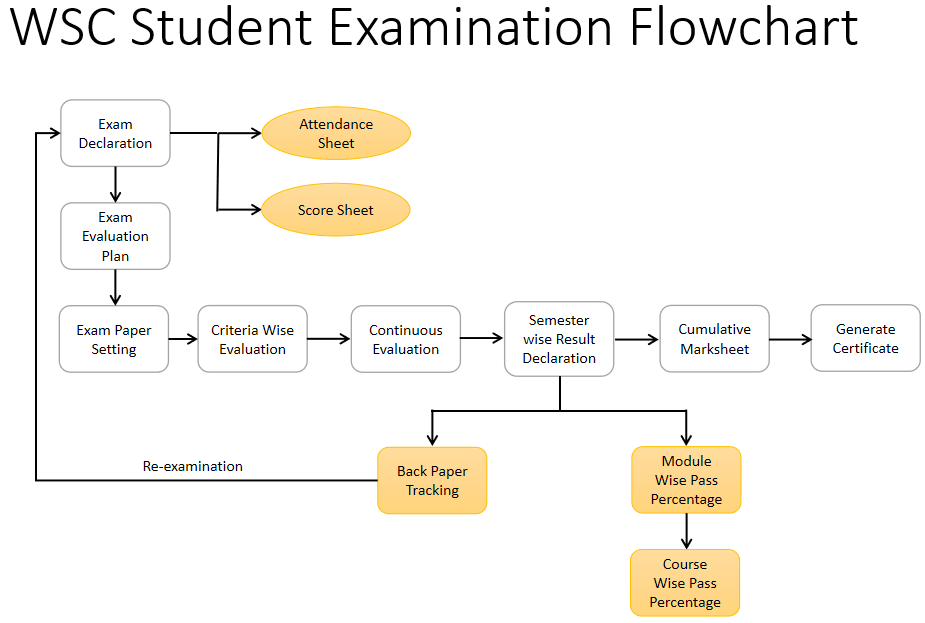 WSC Student Examination Flowchart
Exam
Declaration
Attendance
Sheet
Score Sheet
Exam
Evaluation
Plan
Exam Paper
Setting
Criteria Wise
Evaluation
Continuous
Evaluation
Semester
wise Result
Declaration
Cumulative
Marksheet
Generate
Certificate
Re-examination
Back Paper
Tracking
Module
Wise Pass
Percentage
Course
Wise Pass
Percentage